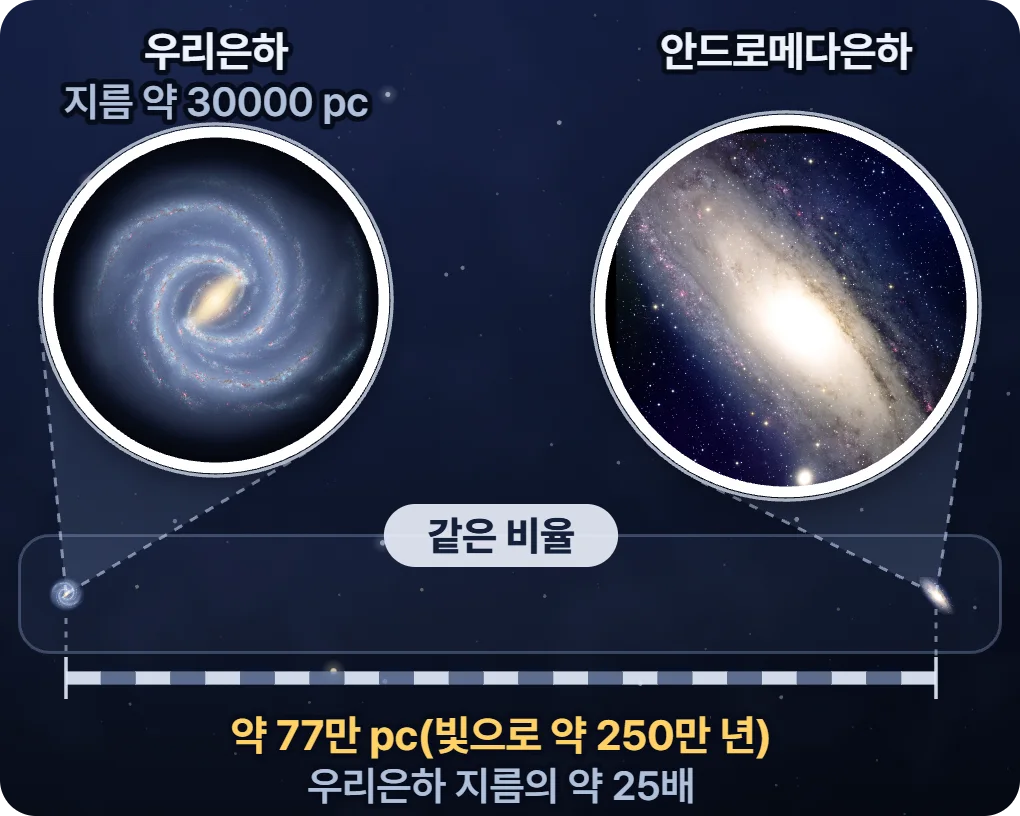 우리은하
지름 약 30000 pc
안드로메다은하
같은 비율
약 77만 pc(빛으로 약 250만 년)
우리은하 지름의 약 25배